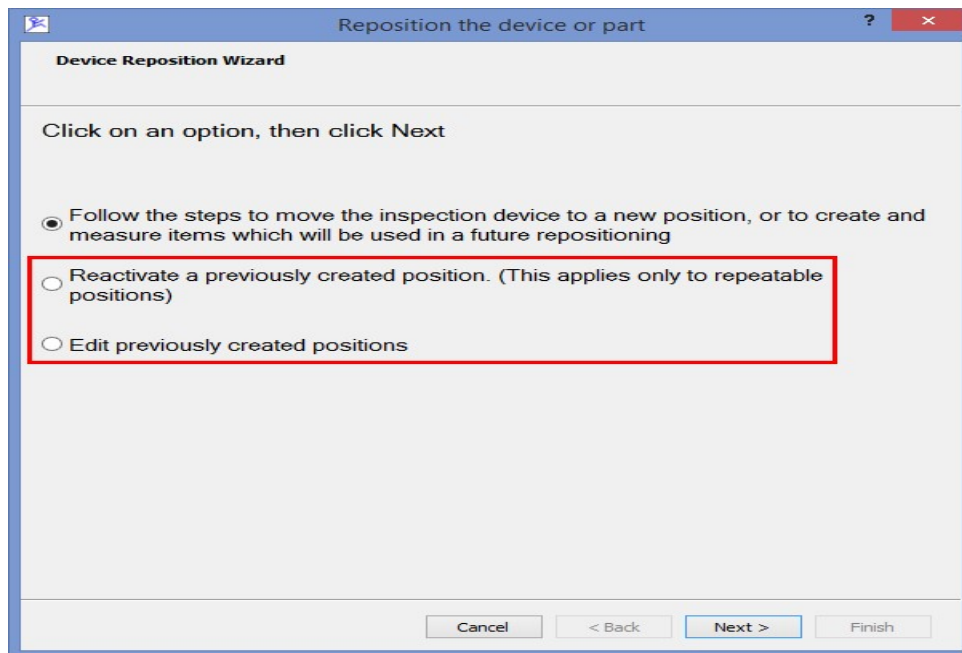 Reposition the device or part
?
Device Reposition Wizard
Click on an option, then click Next
Follow the steps to move the inspection device to a new position, or to create and
measure items which will be used in a future repositioning
Reactivate a previously created position. (This applies only to repeatable
positions)
Edit previously created positions
Cancel
< Back
Next >
Finish